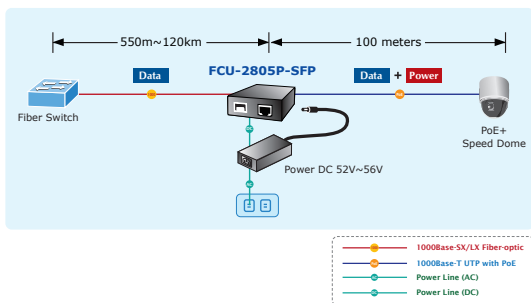 550m~120km
100 meters
Data
FCU-2805P-SFP
Data + Power
Fiber Switch
PoE+
Speed Dome
Power DC 52V~56V
1000Base-SX/LX Fiber-optic
1000Base-T UTP with PoE
Power Line (AC)
Power Line (DC)